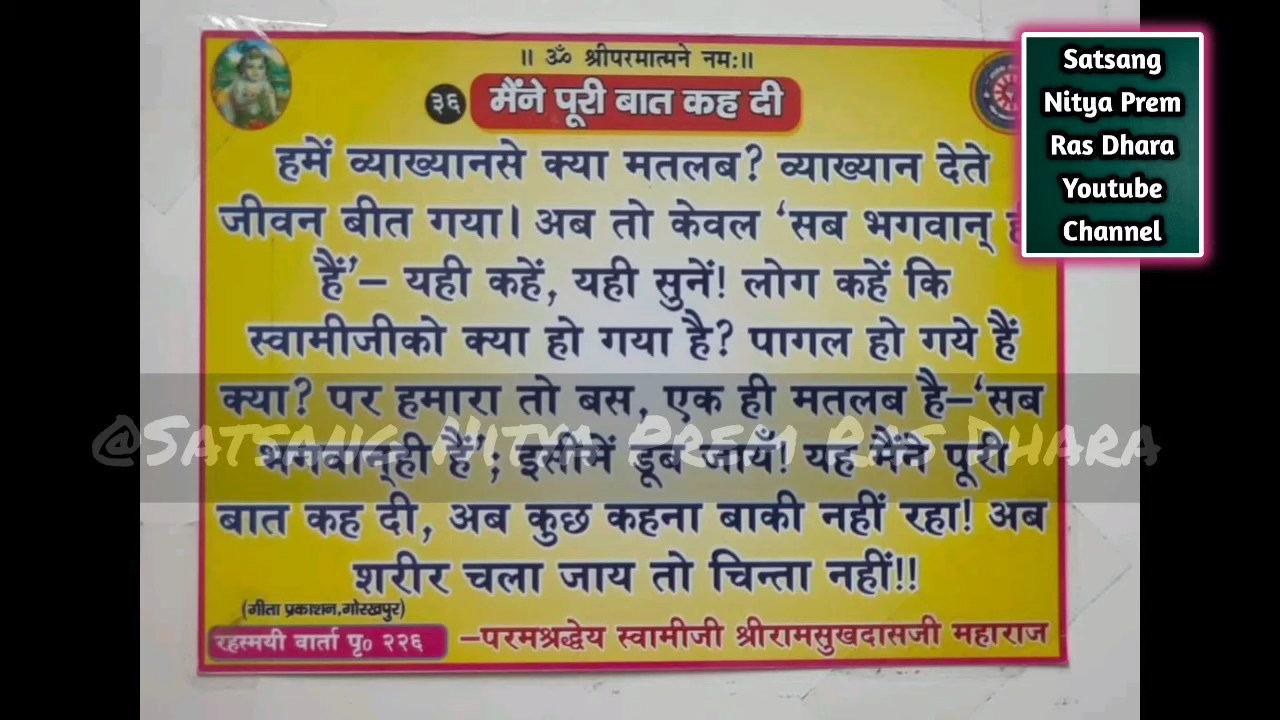 ॥ ॐ श्रीपरमात्मने नमः॥
३६ मैंने पूरी बात कह दी
हमें व्याख्यानसे क्या मतलब? व्याख्यान देते
जीवन बीत गया। अब तो केवल ‘सब भगवान्
हैं’– यही कहें, यही सुनें! लोग कहें कि
स्वामीजीको क्या हो गया है? पागल हो गये हैं
क्या? पर हमारा तो बस, एक ही मतलब है–‘सब
भगवान्‌ही हैं’; इसीमें डूब जायँ! यह मैंने पूरी
बात कह दी, अब कुछ कहना बाकी नहीं रहा! अब
शरीर चला जाय तो चिन्ता नहीं!!
(गीता प्रकाशन,गोरखपुर)
रहस्मयी वार्ता पृ० २२६
–परमश्रद्धेय स्वामीजी श्रीरामसुखदासजी महाराज
Satsang
Nitya Prem
Ras Dhara
Youtube
Channel
@Satsang Nitya Prem Ras Dhara